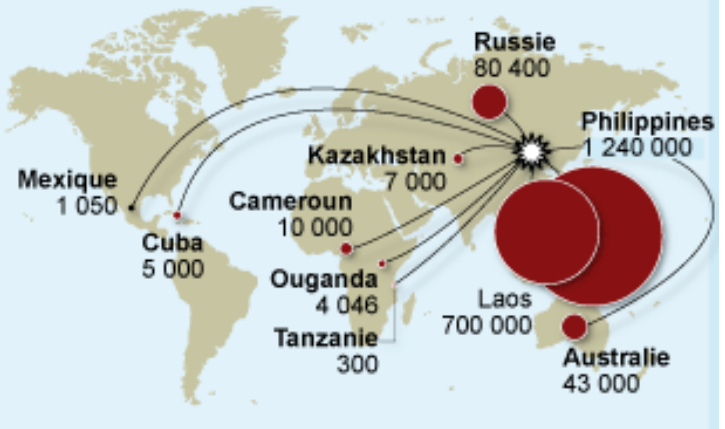 Russie
80 400
Philippines
1 240 000
Kazakhstan
7 000
Mexique
1 050
Cameroun
10 000
Cuba
5 000
Ouganda
4 046
Laos
700 000
Tanzanie
300
Australie
43 000